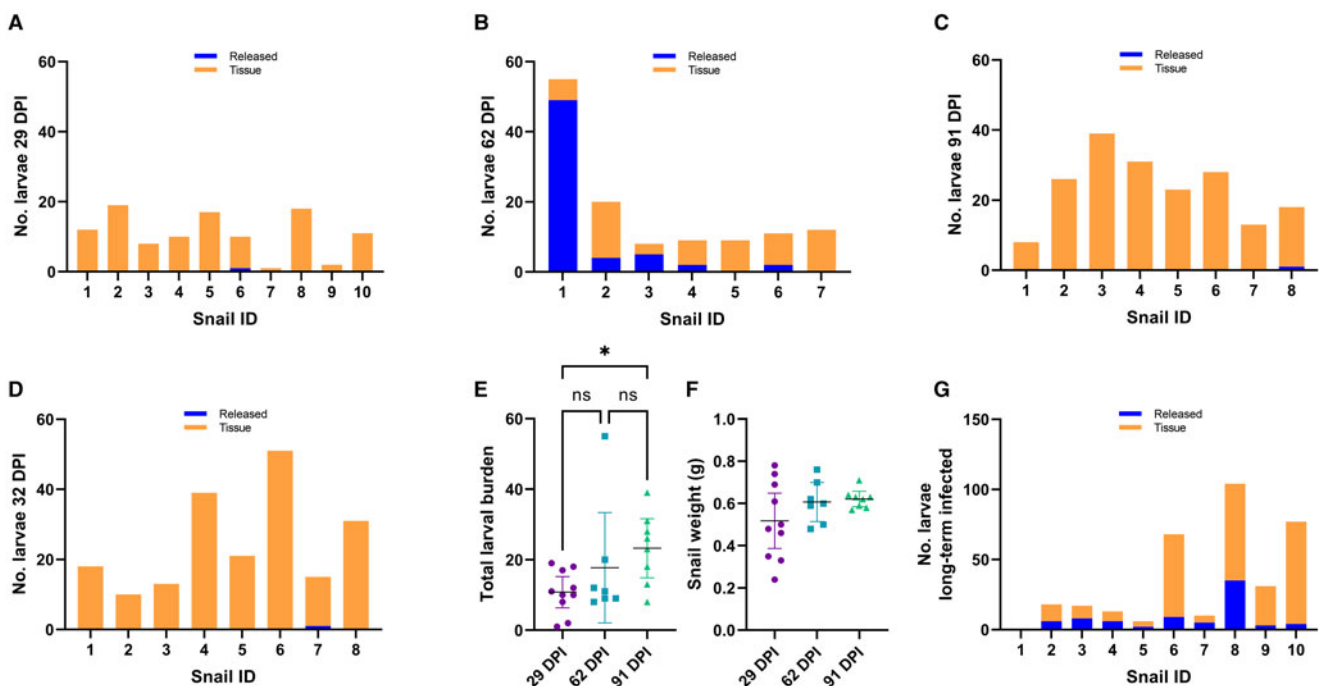 A
No. larvae 29 DPI
60
40
20
0
Released
Tissue
1 2 3 4 5 6 7 8 9 10
Snail ID
B
No. larvae 62 DPI
60
40
20
0
Released
Tissue
1 2 3 4 5 6 7
Snail ID
C
No. larvae 91 DPI
60
40
20
0
Released
Tissue
1 2 3 4 5 6 7 8
Snail ID
D
No. larvae 32 DPI
60
40
20
0
Released
Tissue
1 2 3 4 5 6 7 8
Snail ID
E
*
ns ns
Total larval burden
60
40
20
0
29 DPI 62 DPI 91 DPI
F
Snail weight (g)
1.0
0.8
0.6
0.4
0.2
0.0
29 DPI 62 DPI 91 DPI
G
No. larvae
long-term infected
150
100
50
0
Released
Tissue
1 2 3 4 5 6 7 8 9 10
Snail ID